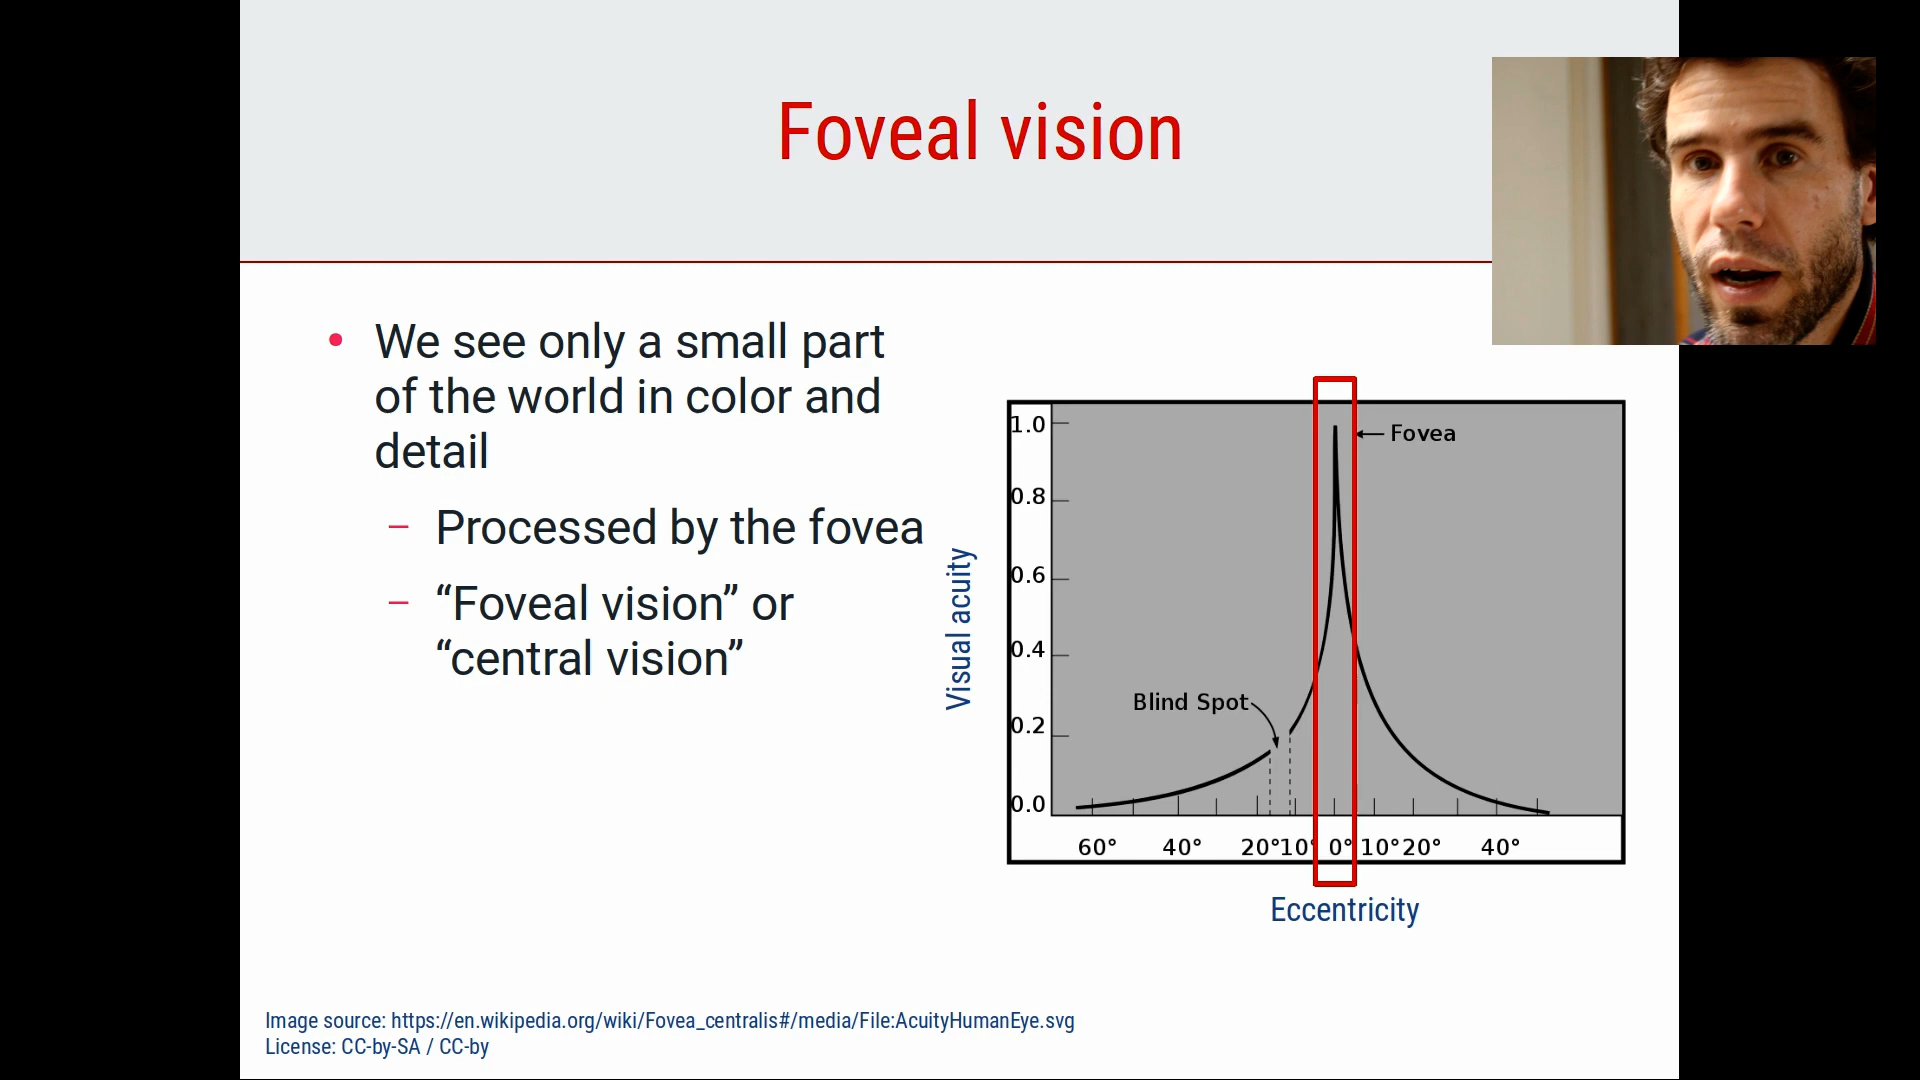 Foveal vision
• We see only a small part
of the world in color and
detail
– Processed by the fovea
– “Foveal vision” or
“central vision”
Visual acuity
1.0
0.8
0.6
0.4
0.2
0.0
Fovea
Blind Spot
60° 40° 20° 10° 0° 10° 20° 40°
Eccentricity
Image source: https://en.wikipedia.org/wiki/Fovea_centralis#/media/File:AcuityHumanEye.svg
License: CC-by-SA / CC-by